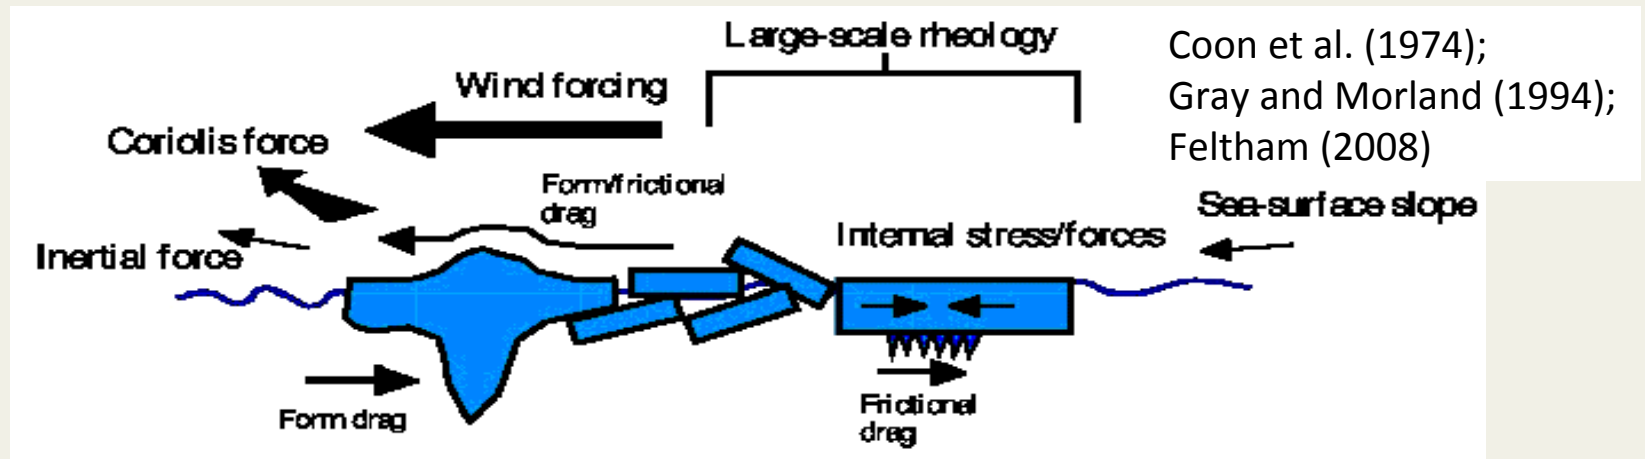 Large-scale rheology
Coon et al. (1974);
Gray and Morland (1994);
Feltham (2008)
Wind forcing
Coriolis force
Form/frictional
drag
Sea-surface slope
Internal stress/forces
Inertial force
Form drag
Frictional
drag